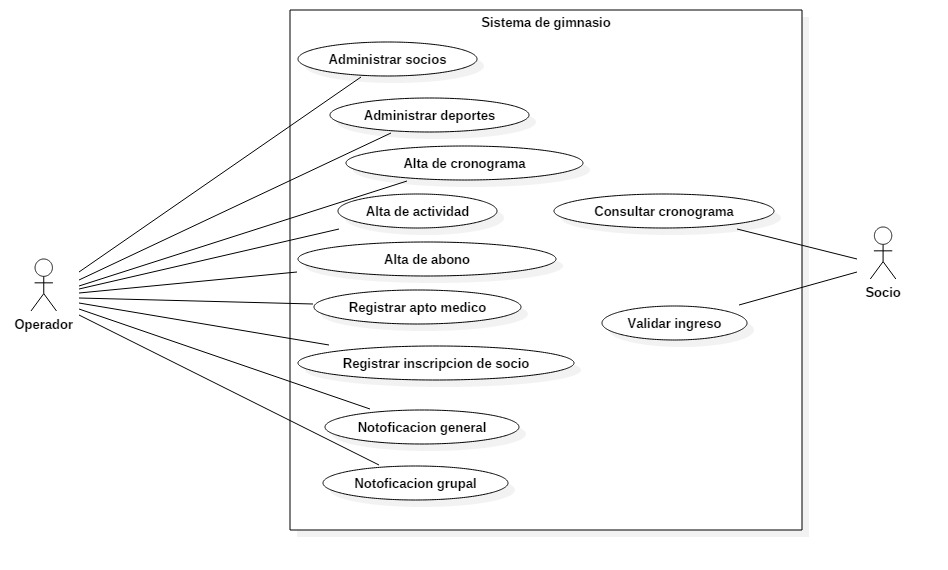 Sistema de gimnasio
Administrar socios
Administrar deportes
Alta de cronograma
Alta de actividad
Consultar cronograma
Alta de abono
Registrar apto medico
Validar ingreso
Registrar inscripcion de socio
Notoficacion general
Notoficacion grupal
Operador
Socio